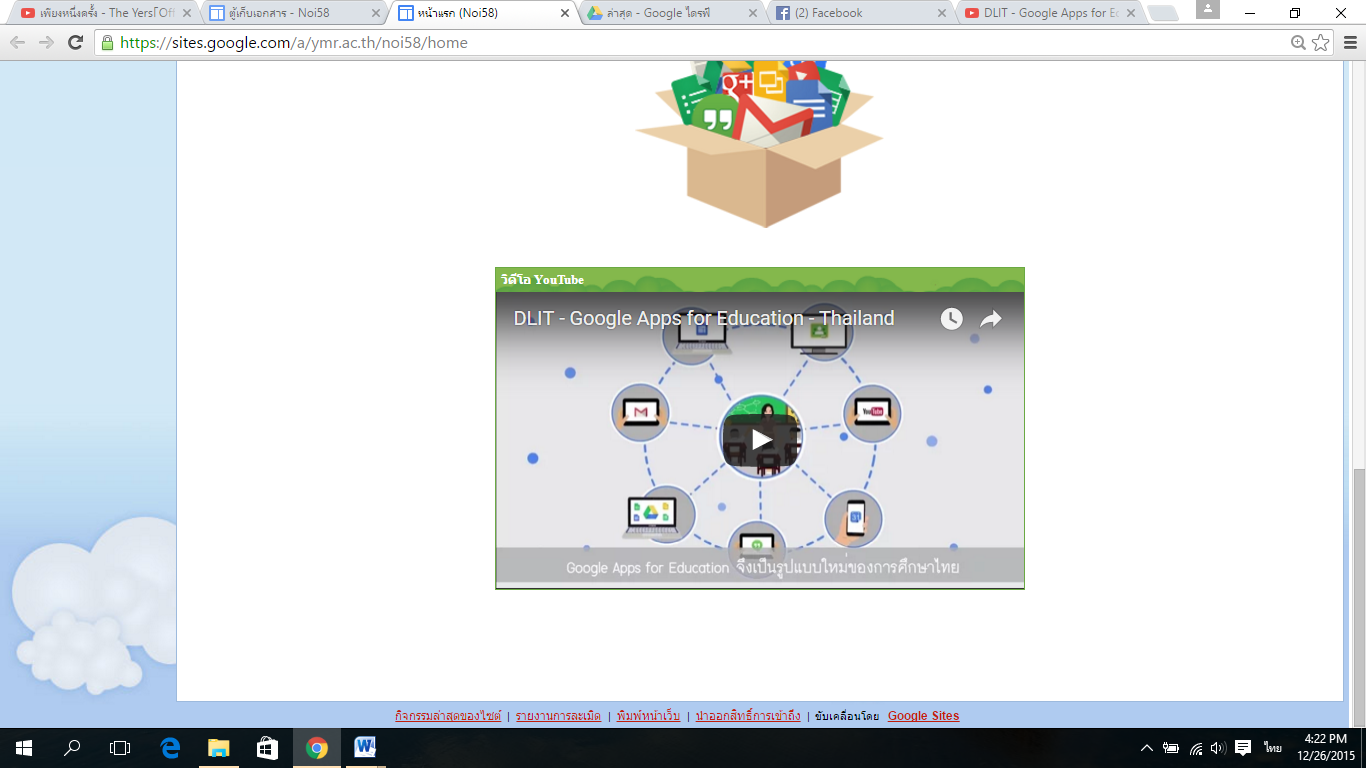 เพียงหนึ่งครั้ง - The Yers
ตู้เก็บเอกสาร - Noi58
หน้าแรก (Noi58)
ล่าสุด - Google ไดรฟ์
(2) Facebook
DLIT - Google Apps for Ed
https://sites.google.com/a/ymr.ac.th/noi58/home
วิดีโอ YouTube
DLIT - Google Apps for Education - Thailand
YouTube
31
Google Apps for Education จึงเป็นรูปแบบใหม่ของการศึกษาไทย
กิจกรรมล่าสุดของไซต์ | รายงานการละเมิด | พิมพ์หน้าเว็บ | นำออกสิทธิ์การเข้าถึง | ขับเคลื่อนโดย Google Sites
ไทย
4:22 PM
12/26/2015